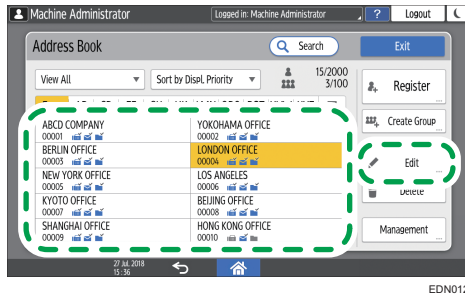 Machine Administrator
Logged in: Machine Administrator
?
Logout
Address Book
Search
Exit
View All
Sort by Displ. Priority
15/2000
3/100
Register
Create Group
ABCD COMPANY
00001
YOKOHAMA OFFICE
00002
BERLIN OFFICE
00003
LONDON OFFICE
00004
Edit
NEW YORK OFFICE
00005
LOS ANGELES
00006
Delete
KYOTO OFFICE
00007
BEIJING OFFICE
00008
SHANGHAI OFFICE
00009
HONG KONG OFFICE
00010
Management
27 Jul. 2018
15:36
EDN012